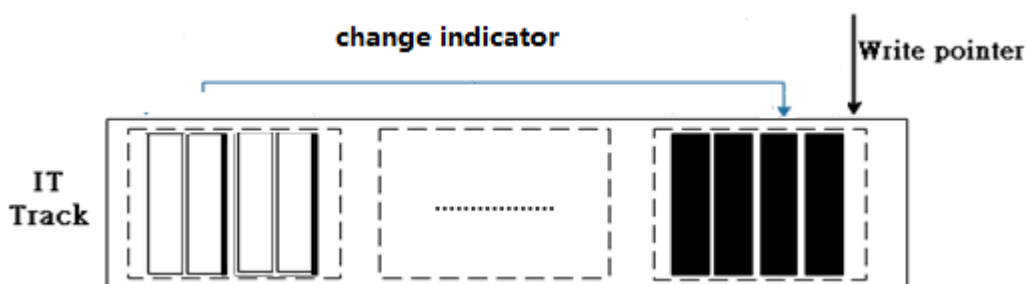 change indicator
Write pointer
IT
Track
..................